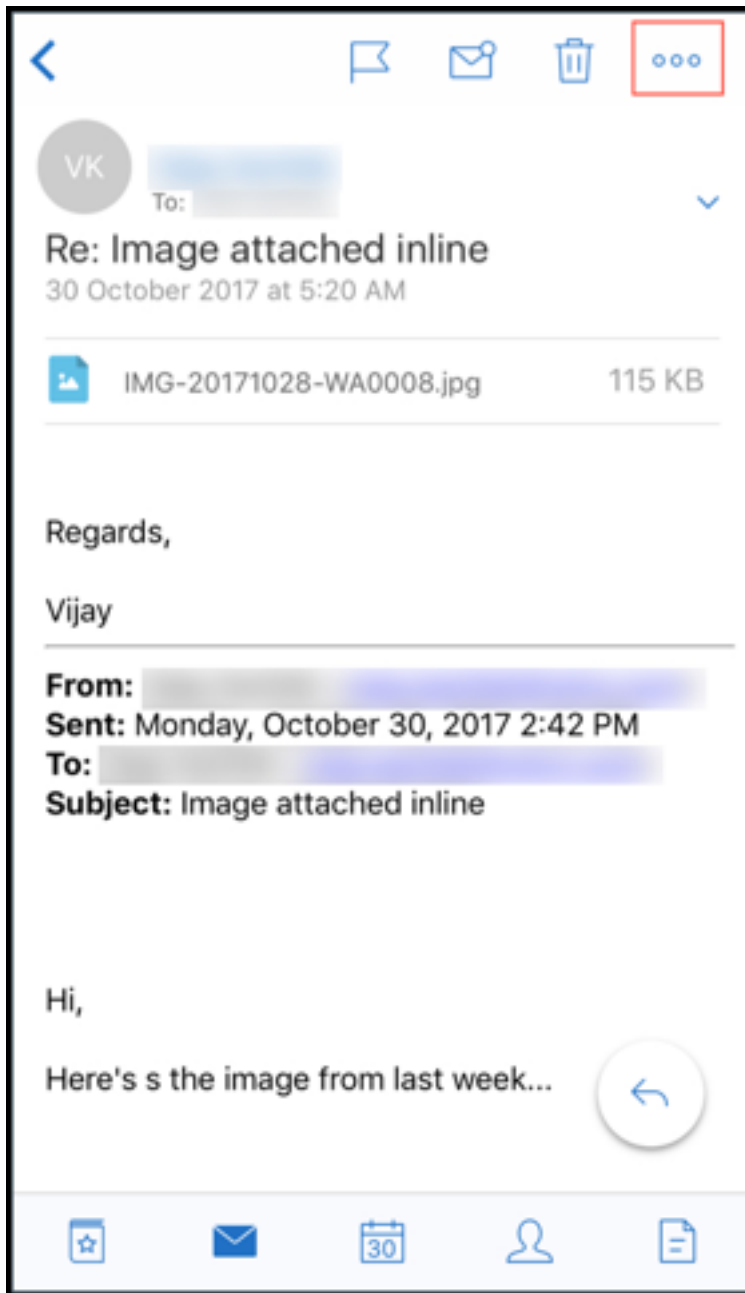 VK
To:
Re: Image attached inline
30 October 2017 at 5:20 AM
IMG-20171028-WA0008.jpg 115 KB
Regards,
Vijay
From:
Sent: Monday, October 30, 2017 2:42 PM
To:
Subject: Image attached inline
Hi,
Here's s the image from last week...
30